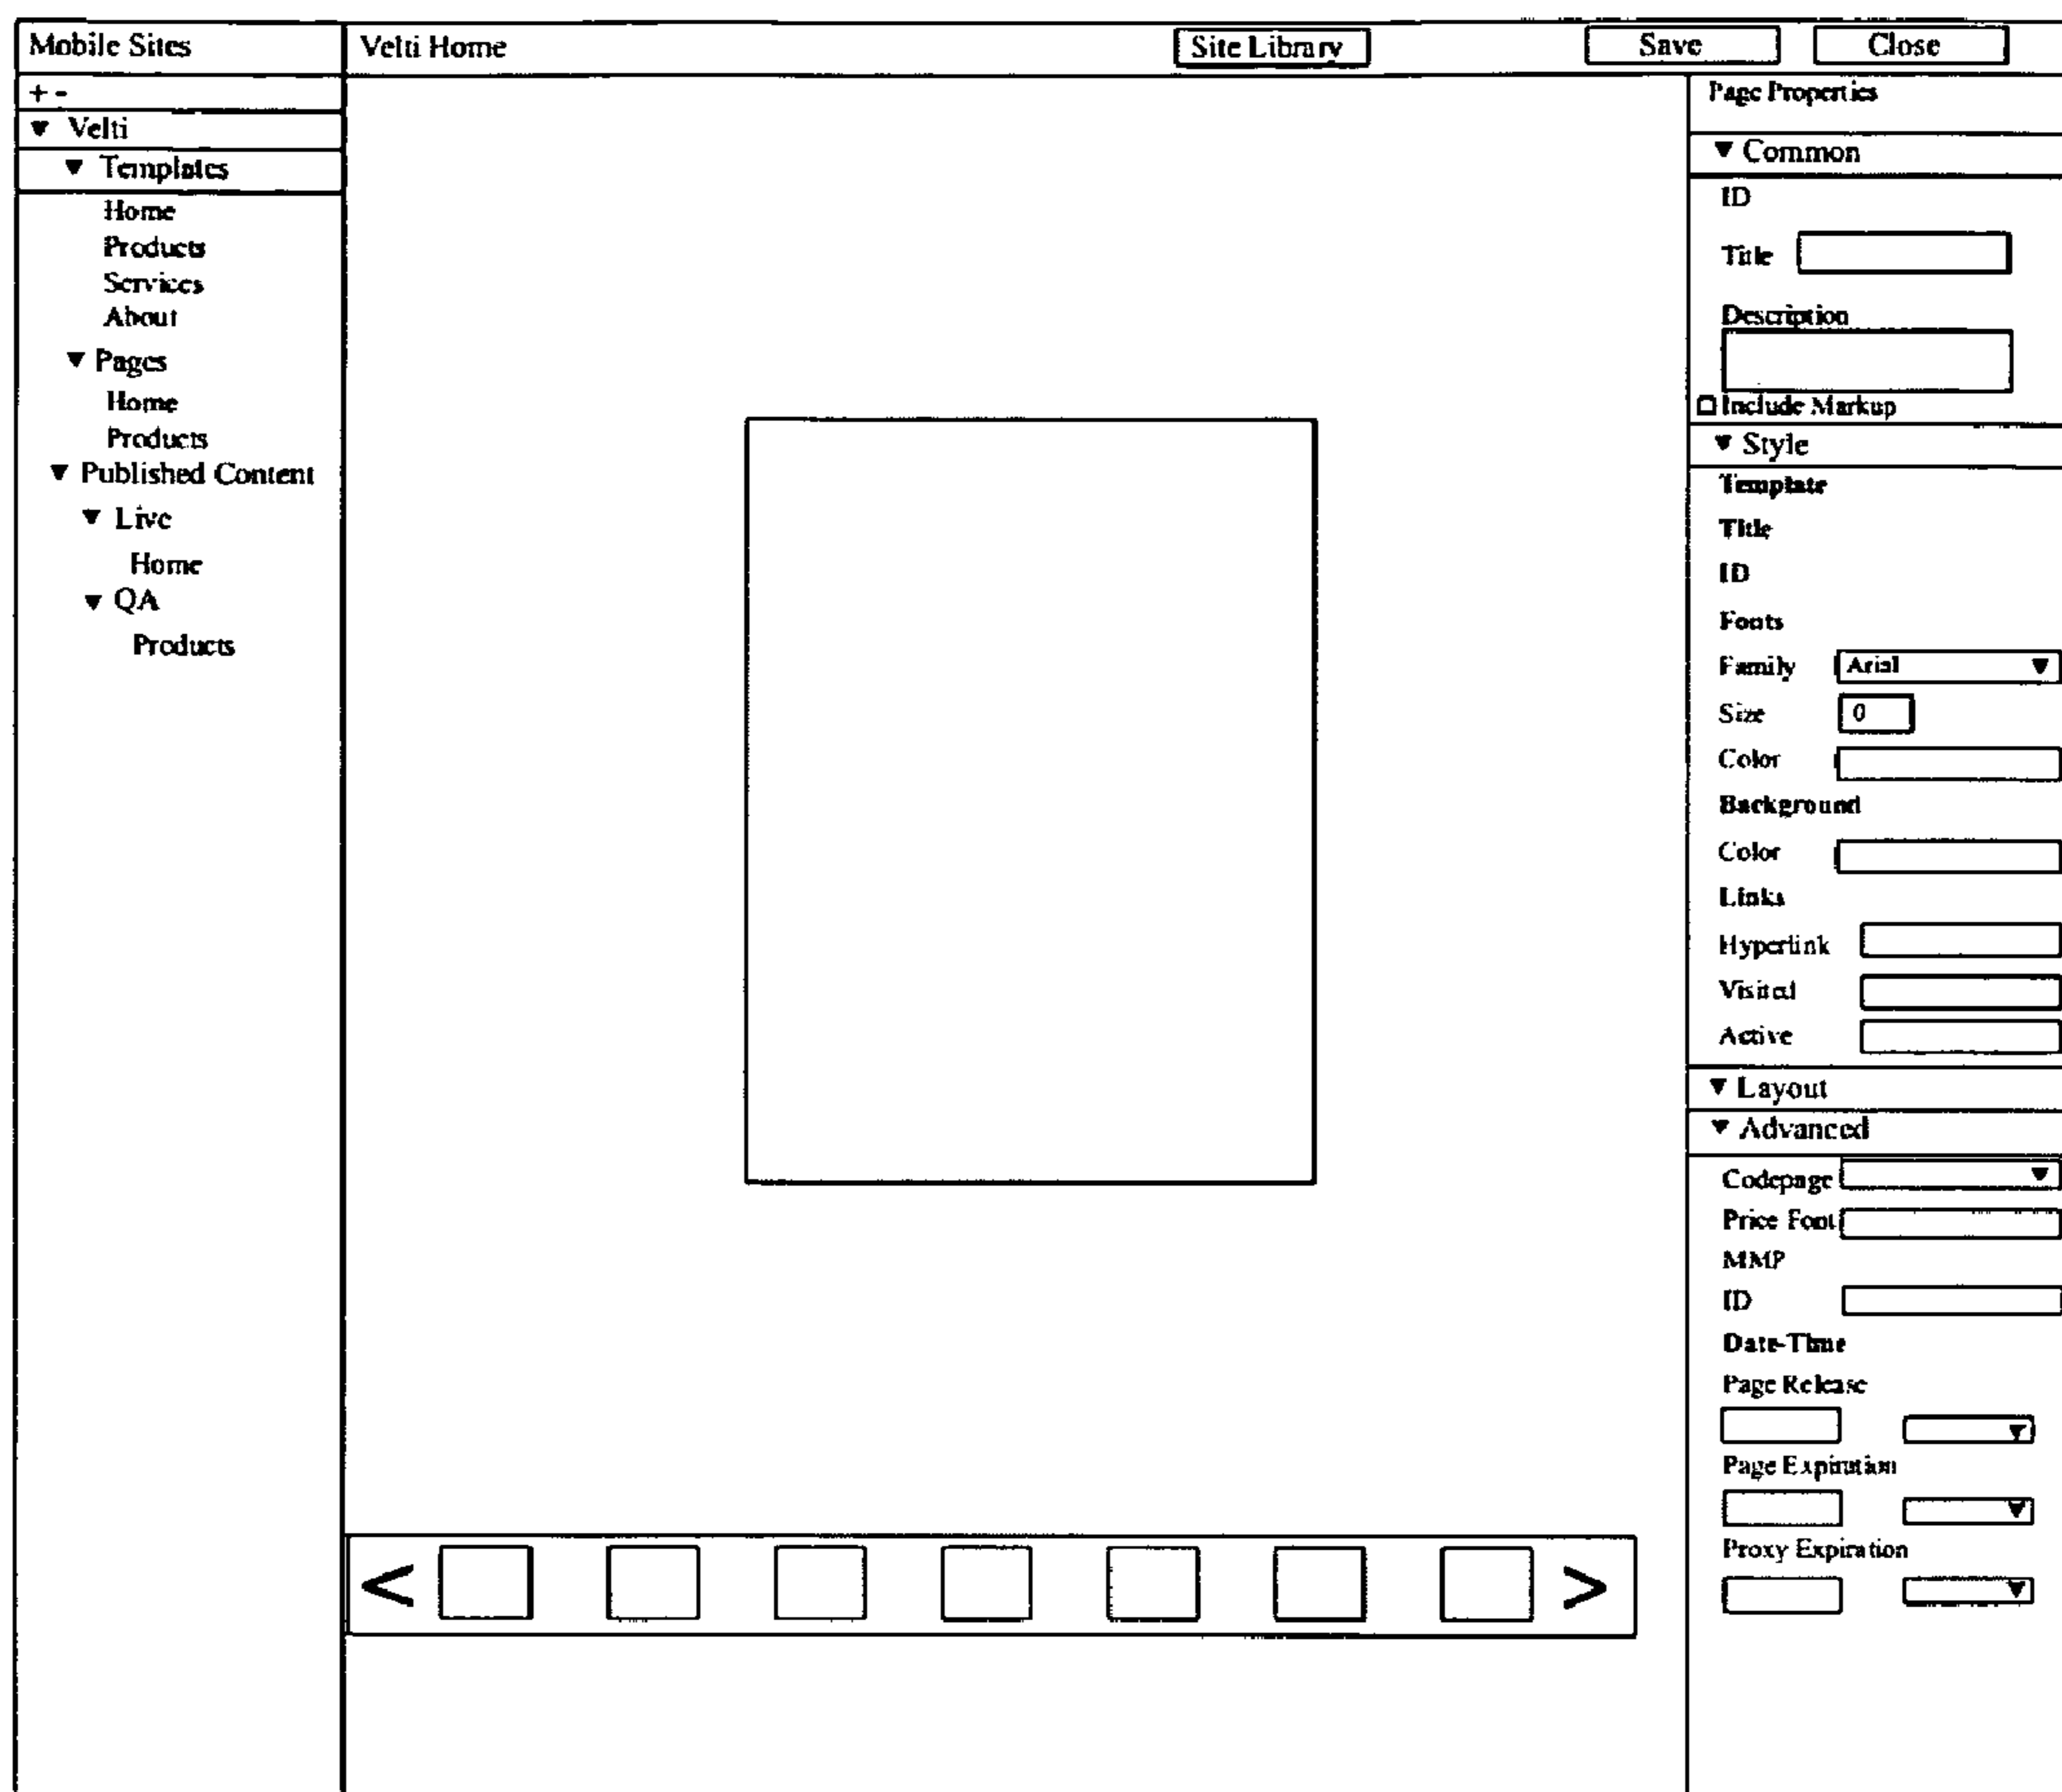 Mobile Sites
Velti Home
Site Library
Save
Close
+ -
▼ Velti
▼ Templates
Home
Products
Services
About
▼ Pages
Home
Products
▼ Published Content
▼ Live
Home
▼ QA
Products
<
>
Page Properties
▼ Common
ID
Title
Description
Include Markup
▼ Style
Template
Title
ID
Fonts
Family Arial ▼
Size 0
Color
Background
Color
Links
Hyperlink
Visited
Active
▼ Layout
▼ Advanced
Codepage ▼
Price Font
MMP
ID
Date-Time
Page Release
▼
Page Expiration
▼
Proxy Expiration
▼